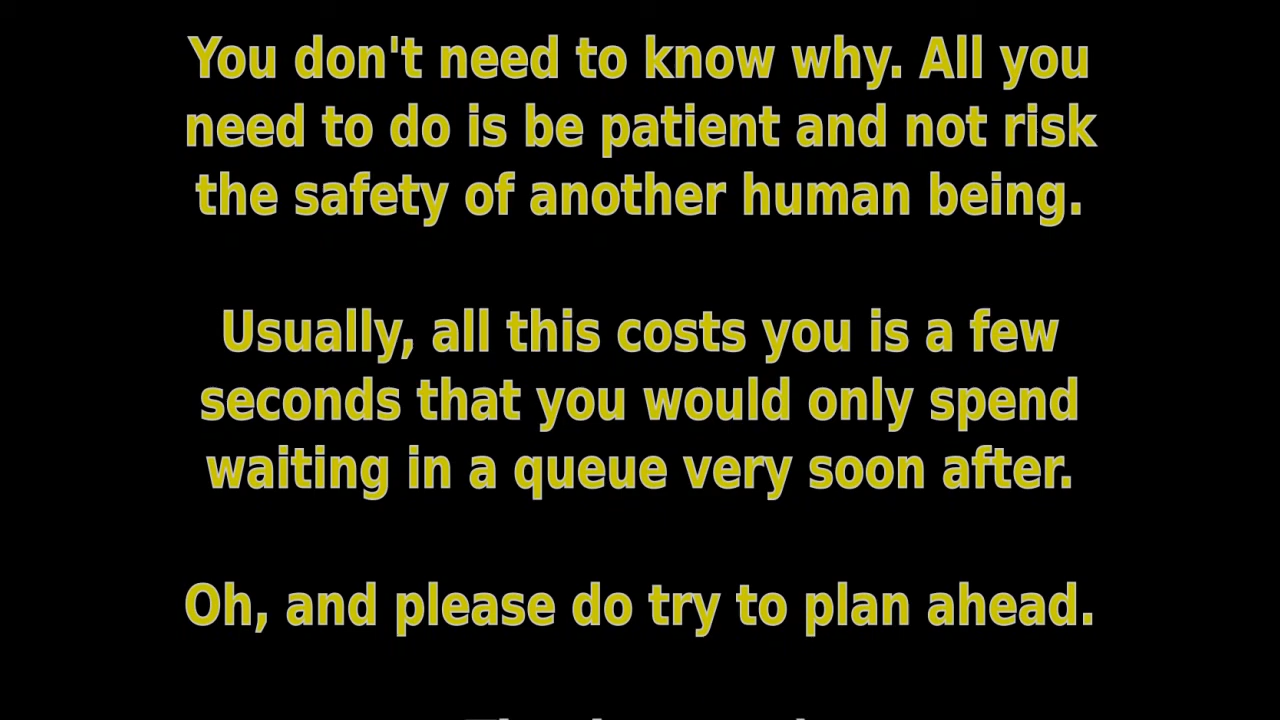 You don't need to know why. All you
need to do is be patient and not risk
the safety of another human being.
Usually, all this costs you is a few
seconds that you would only spend
waiting in a queue very soon after.
Oh, and please do try to plan ahead.